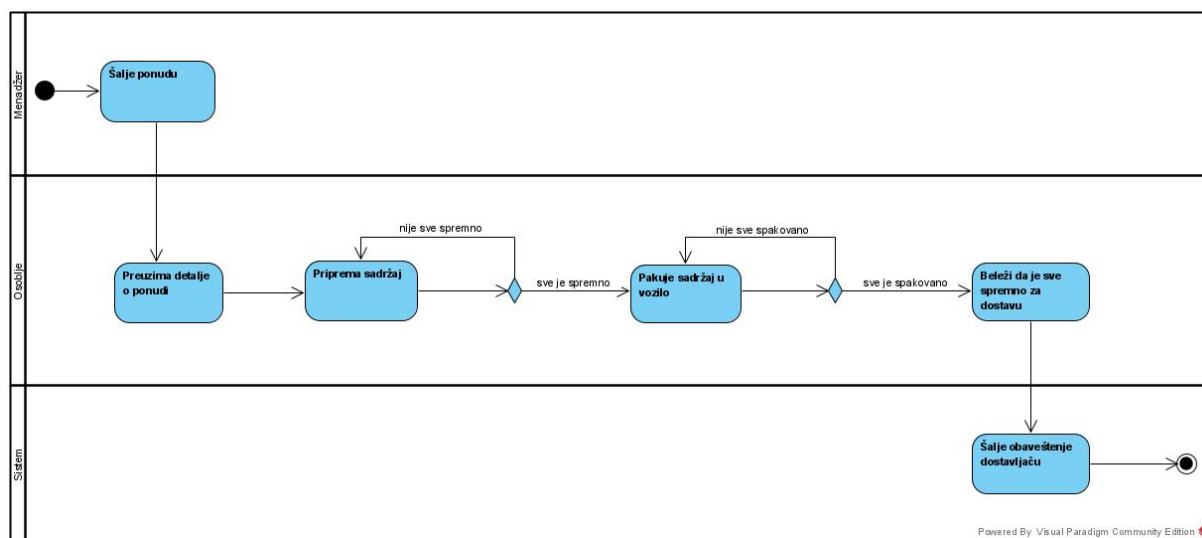 Menadžer
Šalje ponudu
Osoblje
nije sve spremno
nije sve spakovano
Preuzima detalje
o ponudi
Priprema sadržaj
sve je spremno
Pakuje sadržaj u
vozilo
sve je spakovano
Beleži da je sve
spremno za
dostavu
Sistem
Šalje obaveštenje
dostavljaču
Powered By Visual Paradigm Community Edition